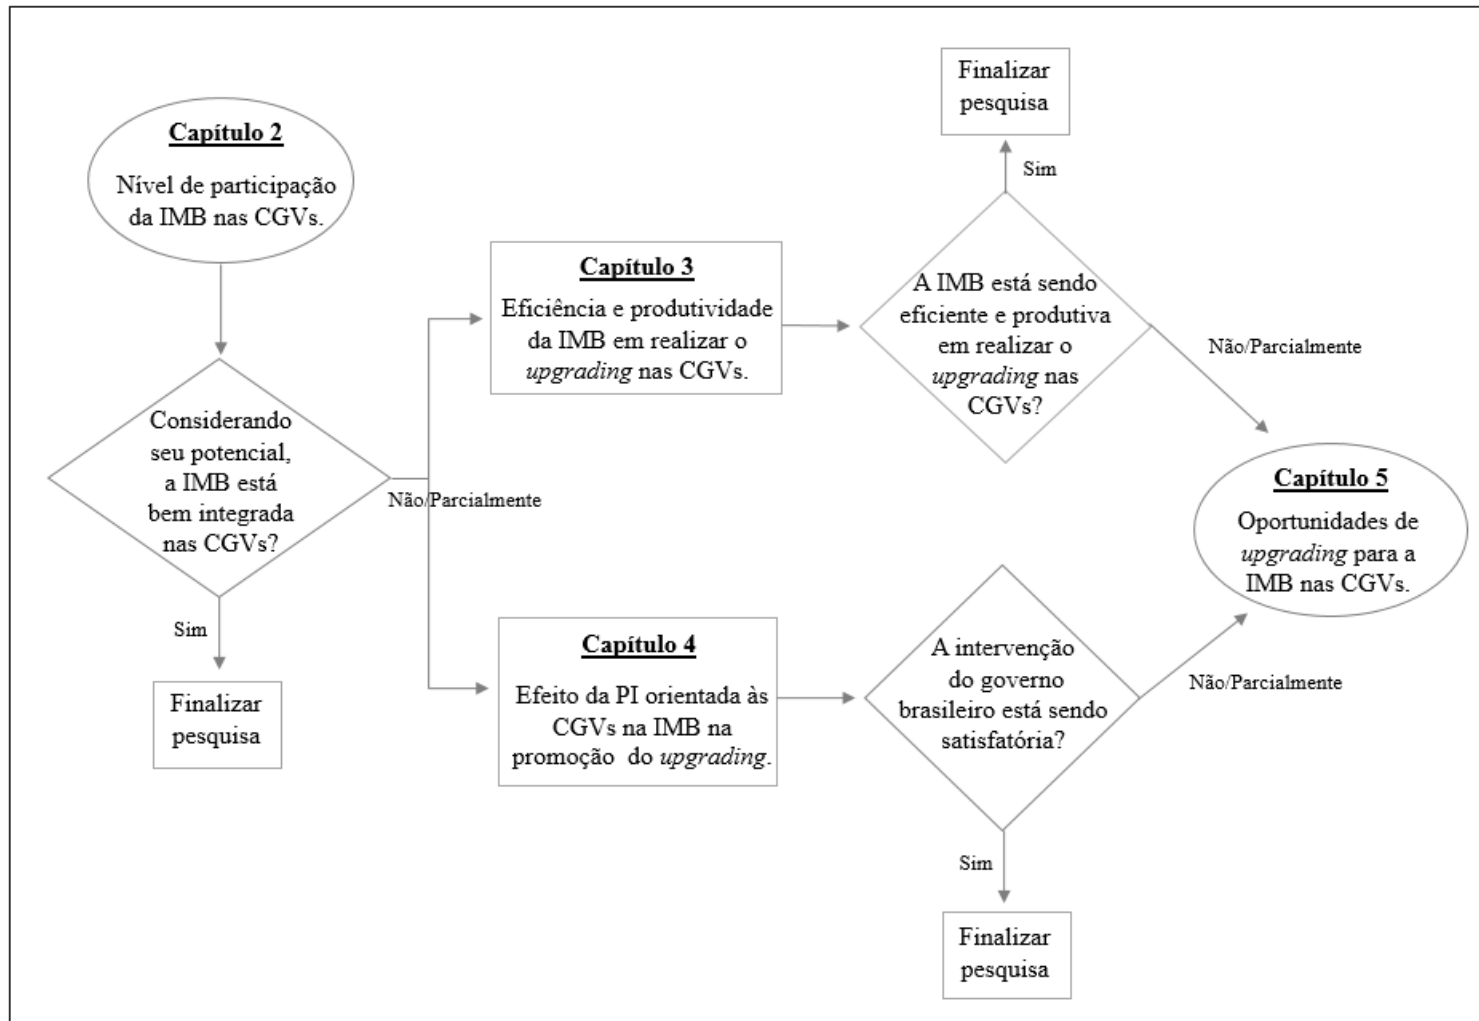 Capítulo 2
Nível de participação
da IMB nas CGVs.
Considerando
seu potencial,
a IMB está
bem integrada
nas CGVs?
Sim
Finalizar
pesquisa
Não/Parcialmente
Capítulo 3
Eficiência e produtividade
da IMB em realizar o
upgrading nas CGVs.
A IMB está sendo
eficiente e produtiva
em realizar o
upgrading nas
CGVs?
Sim
Finalizar
pesquisa
Não/Parcialmente
Capítulo 4
Efeito da PI orientada às
CGVs na IMB na
promoção do upgrading.
A intervenção
do governo
brasileiro está sendo
satisfatória?
Sim
Finalizar
pesquisa
Não/Parcialmente
Capítulo 5
Oportunidades de
upgrading para a
IMB nas CGVs.